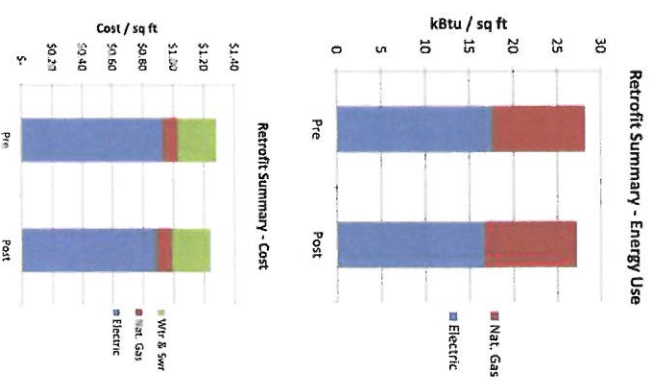 Retrofit Summary - Energy Use
kBtu / sq ft
30
25
20
15
10
5
0
Pre
Post
Nat. Gas
Electric
Retrofit Summary - Cost
Cost / sq ft
$1.40
$1.20
$1.00
$0.80
$0.60
$0.40
$0.20
$-
Pre
Post
Wtr & Swr
Nat. Gas
Electric